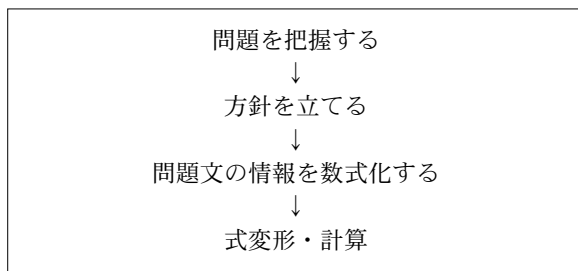 問題を把握する
↓
方針を立てる
↓
問題文の情報を数式化する
↓
式変形・計算